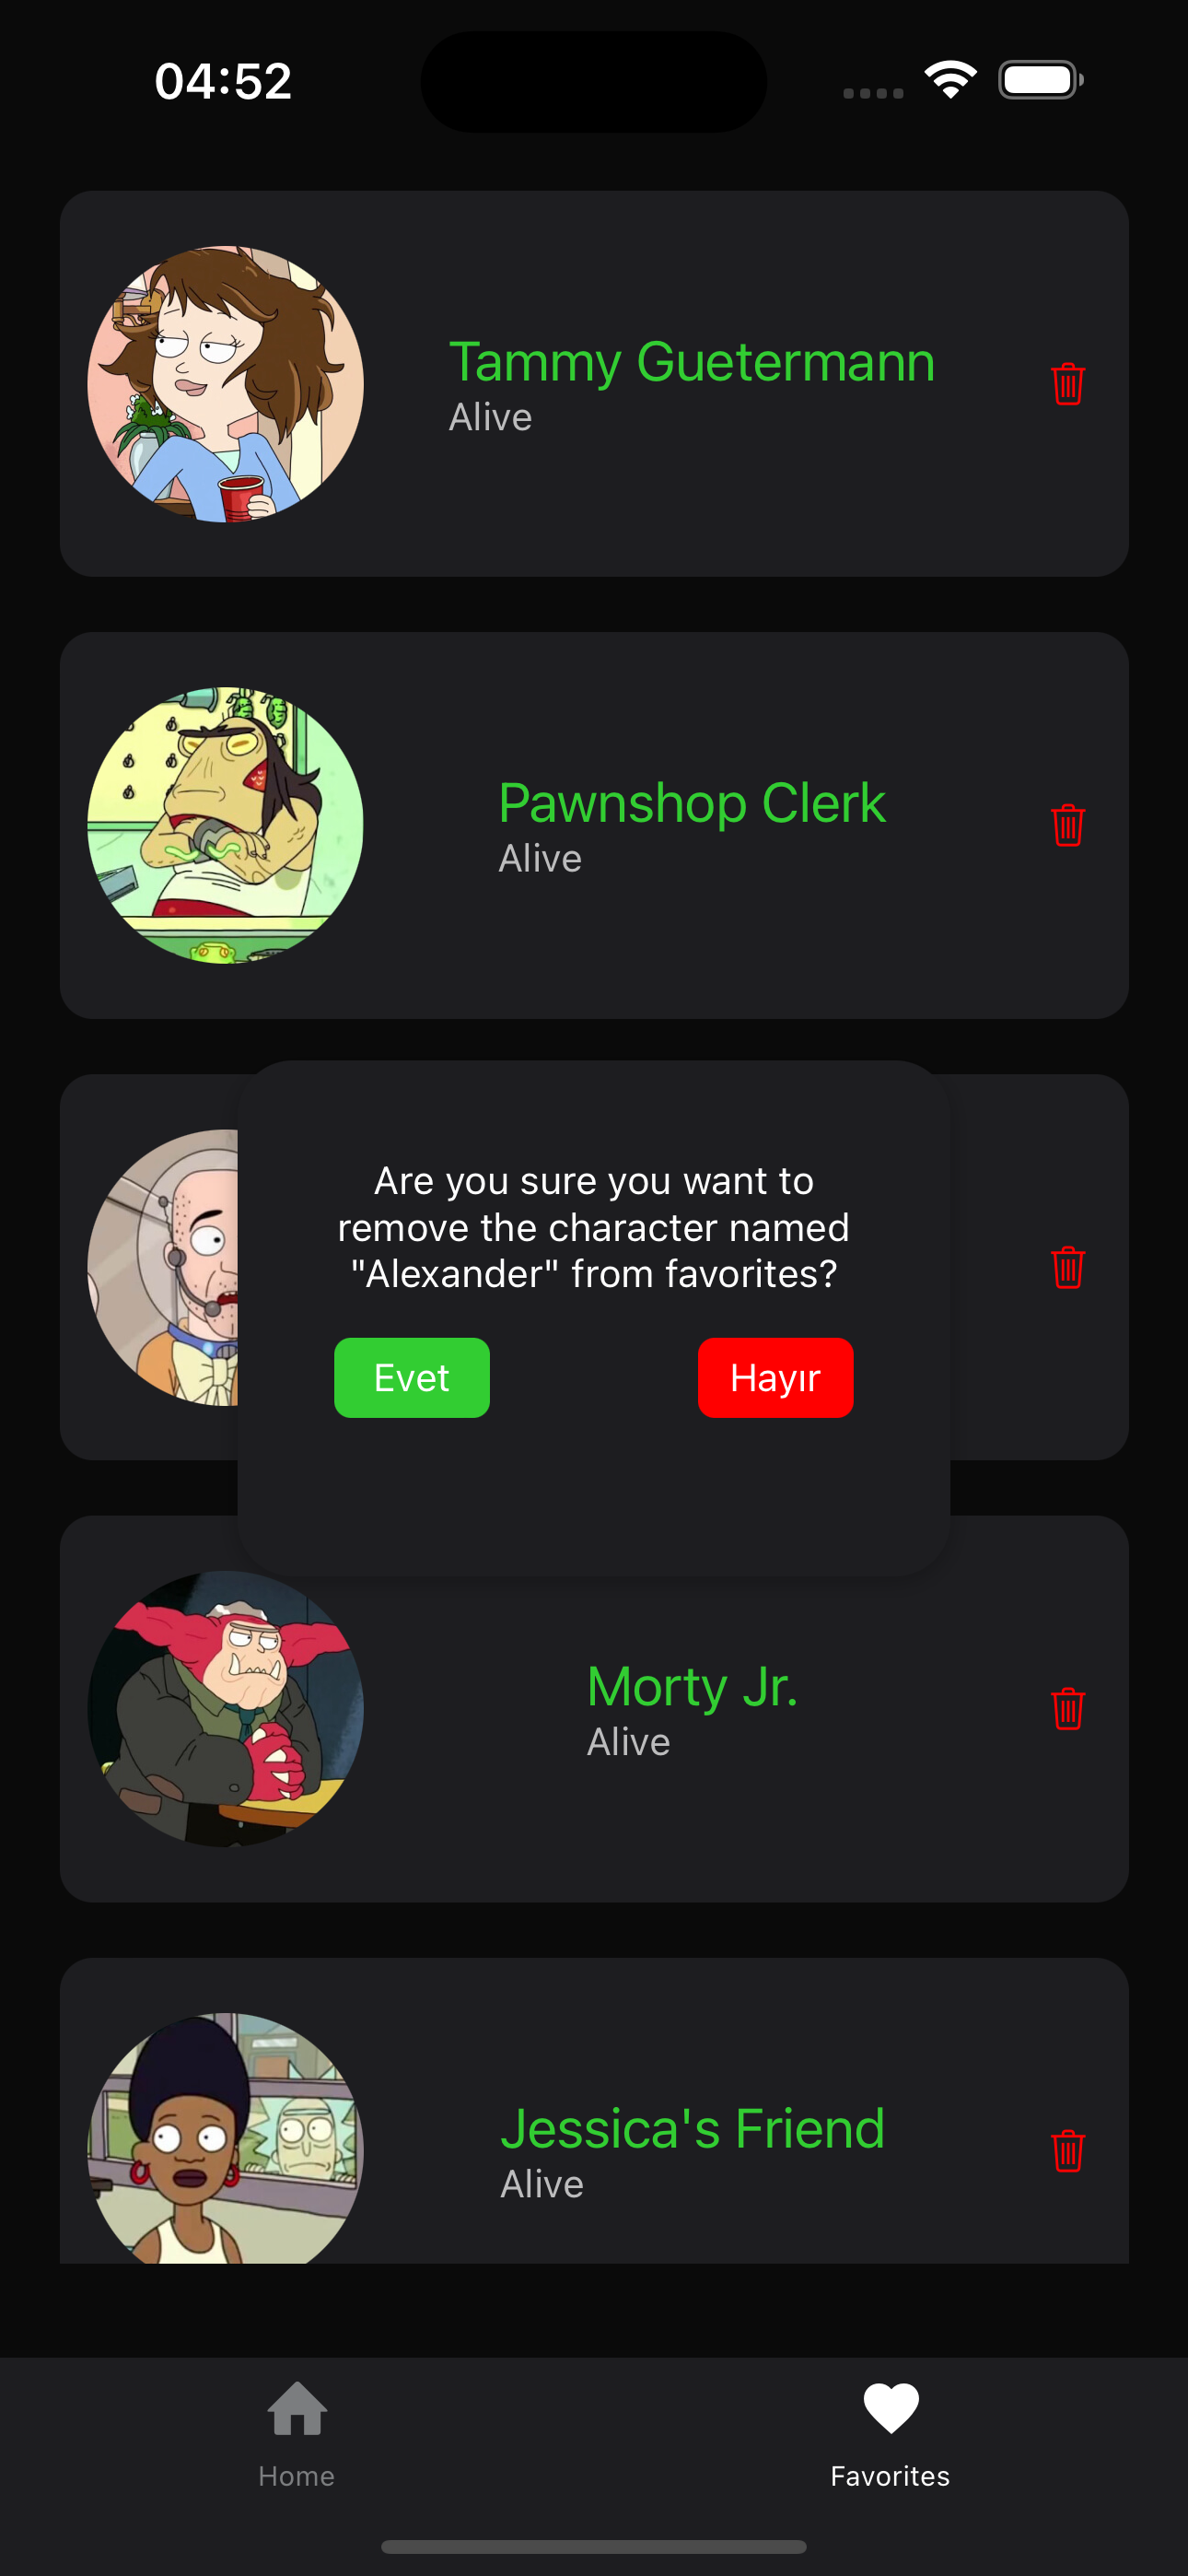 04:52
Tammy Guetermann
Alive
Pawnshop Clerk
Alive
Are you sure you want to
remove the character named
"Alexander" from favorites?
Evet
Hayır
Morty Jr.
Alive
Jessica's Friend
Alive
Home
Favorites